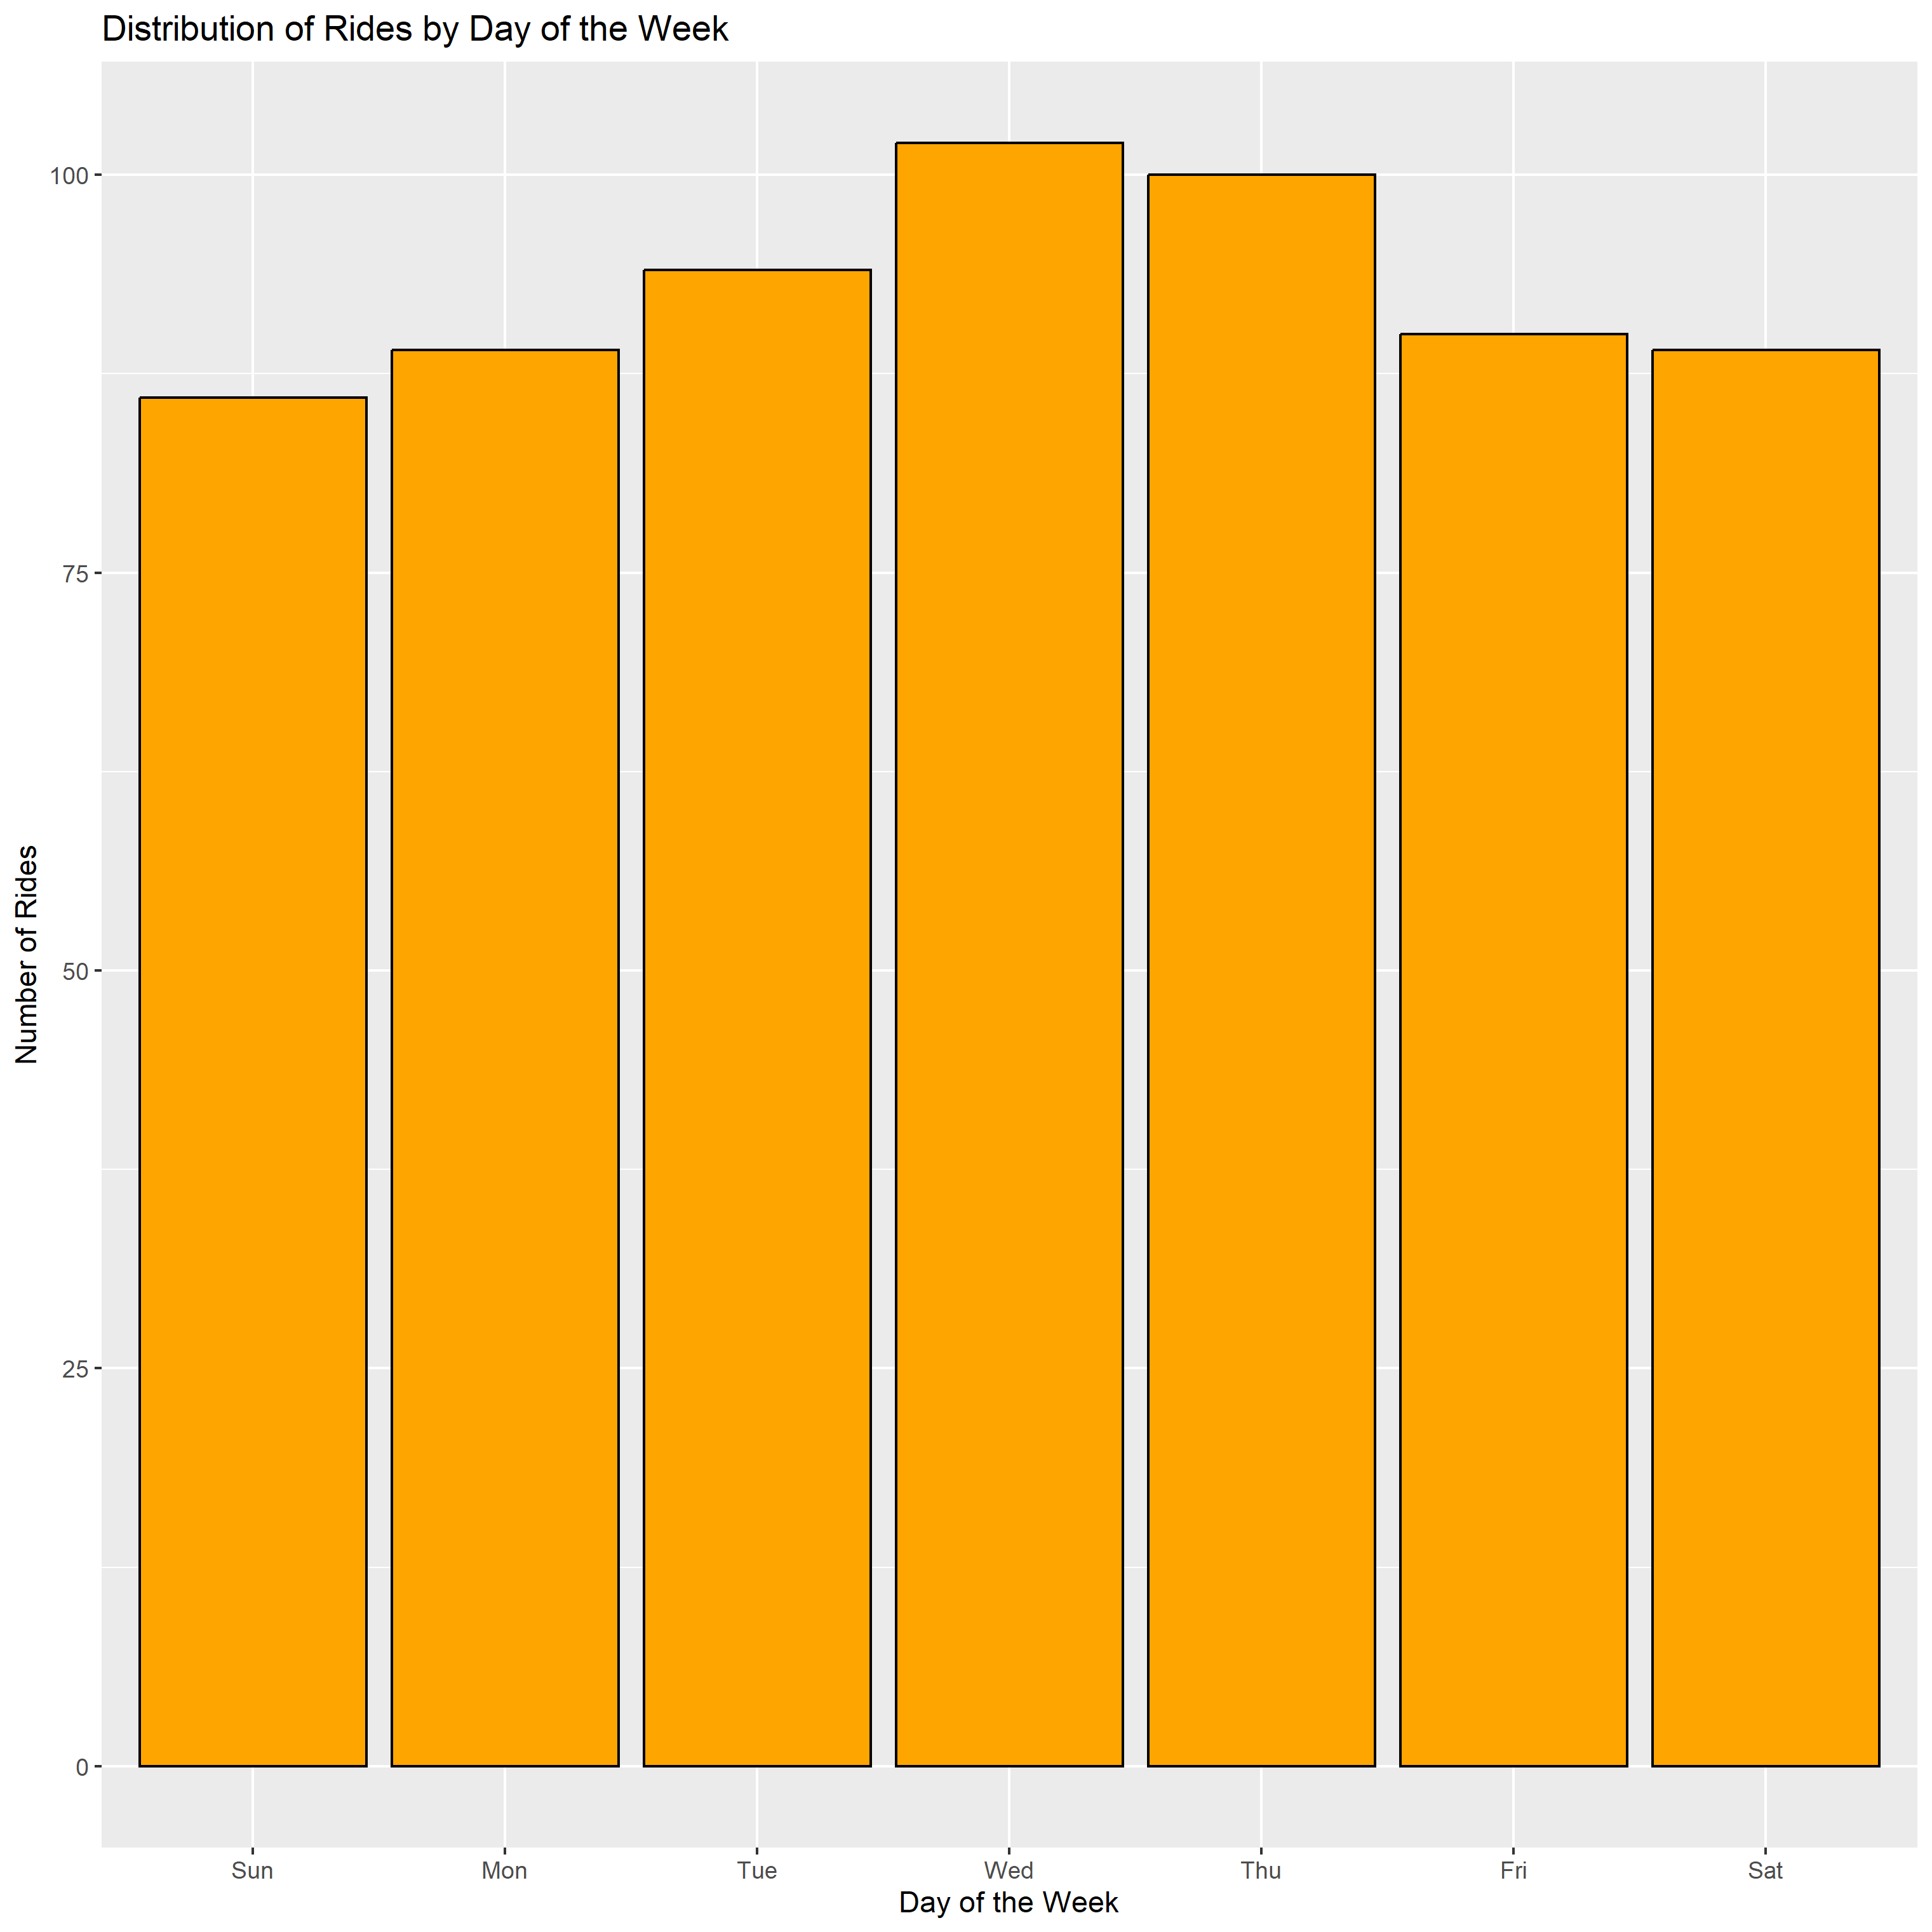 Distribution of Rides by Day of the Week
Number of Rides
100
75
50
25
0
Sun Mon Tue Wed Thu Fri Sat
Day of the Week